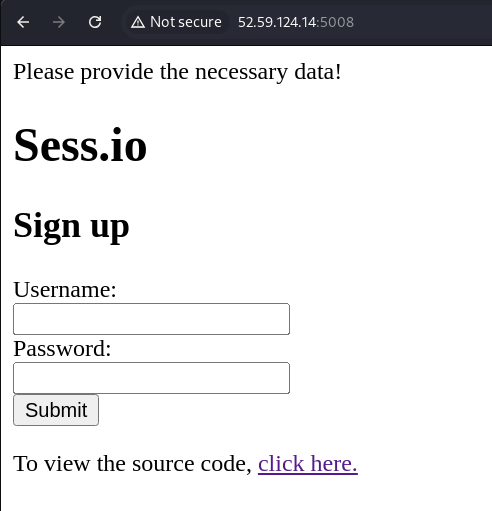 Not secure 52.59.124.14:5008
Please provide the necessary data!
Sess.io
Sign up
Username:
Password:
Submit
To view the source code, click here.